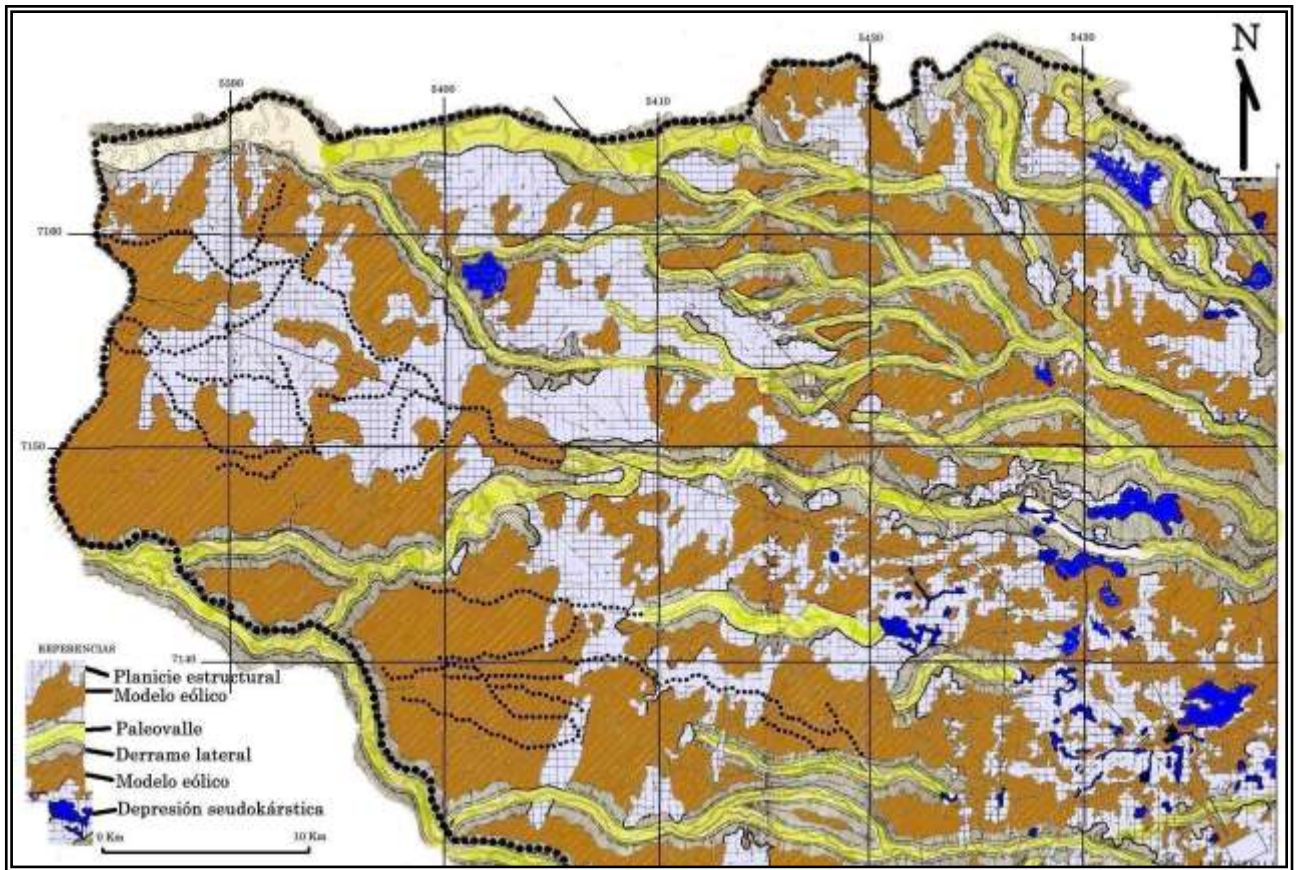 N
5450
5430
5390
5400
5410
7160
7150
7140
REFERENCIAS
Planicie estructural
Modelo eólico
Paleovalle
Derrame lateral
Modelo eólico
Depresión seudokárstica
0 Km
10 Km